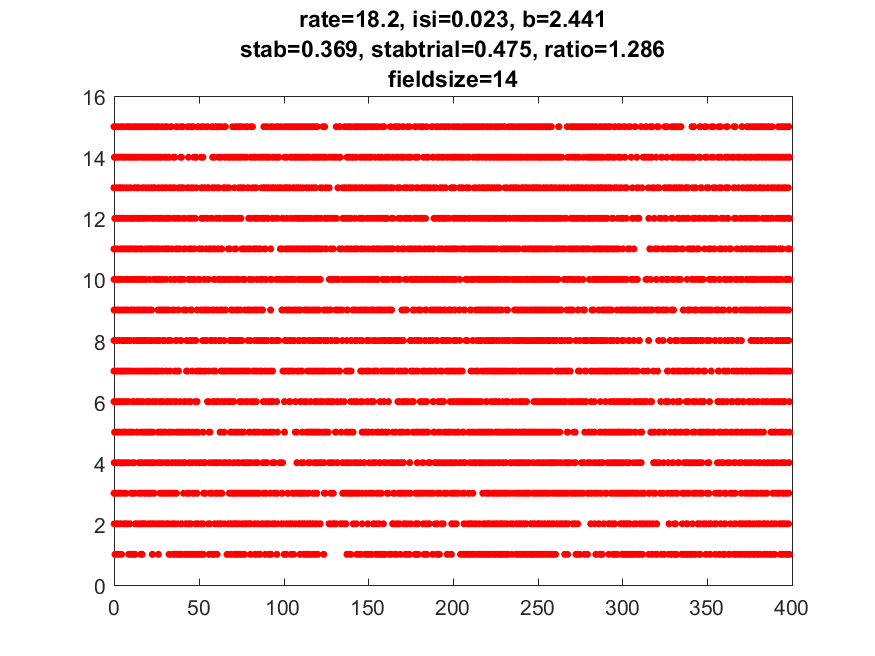 rate=18.2, isi=0.023, b=2.441
stab=0.369, stabtrial=0.475, ratio=1.286
fieldsize=14
16
14
12
10
8
6
4
2
0
0 50 100 150 200 250 300 350 400